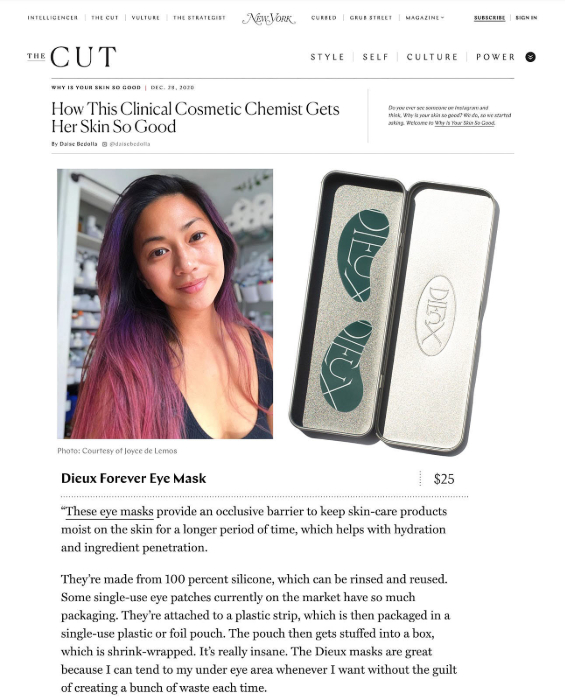 INTELLIGENCER | THE CUT | VULTURE | THE STRATEGIST
NEW YORK
CURBED | GRUB STREET | MAGAZINE
SUBSCRIBE | SIGN IN
THE CUT
STYLE | SELF | CULTURE | POWER
WHY IS YOUR SKIN SO GOOD | DEC. 28, 2020
How This Clinical Cosmetic Chemist Gets
Her Skin So Good
By Daise Bedolla @daisebedolla
Do you ever see someone on Instagram and
think, Why is your skin so good? We do, so we started
asking. Welcome to Why Is Your Skin So Good.
DIEUX
DIEUX
DIEUX
Photo: Courtesy of Joyce de Lemos
Dieux Forever Eye Mask
$25
“These eye masks provide an occlusive barrier to keep skin-care products
moist on the skin for a longer period of time, which helps with hydration
and ingredient penetration.
They’re made from 100 percent silicone, which can be rinsed and reused.
Some single-use eye patches currently on the market have so much
packaging. They’re attached to a plastic strip, which is then packaged in a
single-use plastic or foil pouch. The pouch then gets stuffed into a box,
which is shrink-wrapped. It’s really insane. The Dieux masks are great
because I can tend to my under eye area whenever I want without the guilt
of creating a bunch of waste each time.